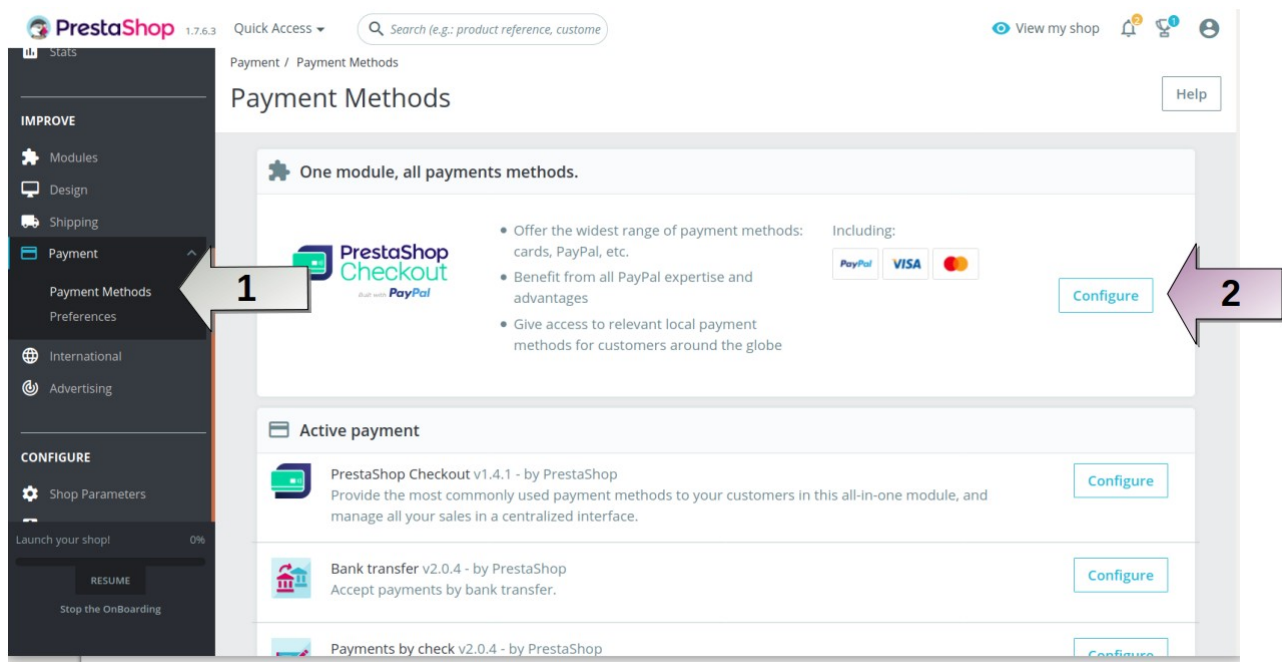 PrestaShop 1.7.6.3 Quick Access Search (e.g.: product reference, custome View my shop 2 1
Stats
Payment / Payment Methods
Payment Methods
Help
IMPROVE
Modules
Design
Shipping
Payment
Payment Methods
Preferences
International
Advertising
CONFIGURE
Shop Parameters
Launch your shop! 0%
RESUME
Stop the OnBoarding
1
One module, all payments methods.
PrestaShop
Checkout
Built with PayPal
• Offer the widest range of payment methods:
cards, PayPal, etc.
• Benefit from all PayPal expertise and
advantages
• Give access to relevant local payment
methods for customers around the globe
Including:
PayPal VISA
Configure
2
Active payment
PrestaShop Checkout v1.4.1 - by PrestaShop
Provide the most commonly used payment methods to your customers in this all-in-one module, and
manage all your sales in a centralized interface.
Configure
Bank transfer v2.0.4 - by PrestaShop
Accept payments by bank transfer.
Configure
Payments by check v2.0.4 - by PrestaShop
Configure